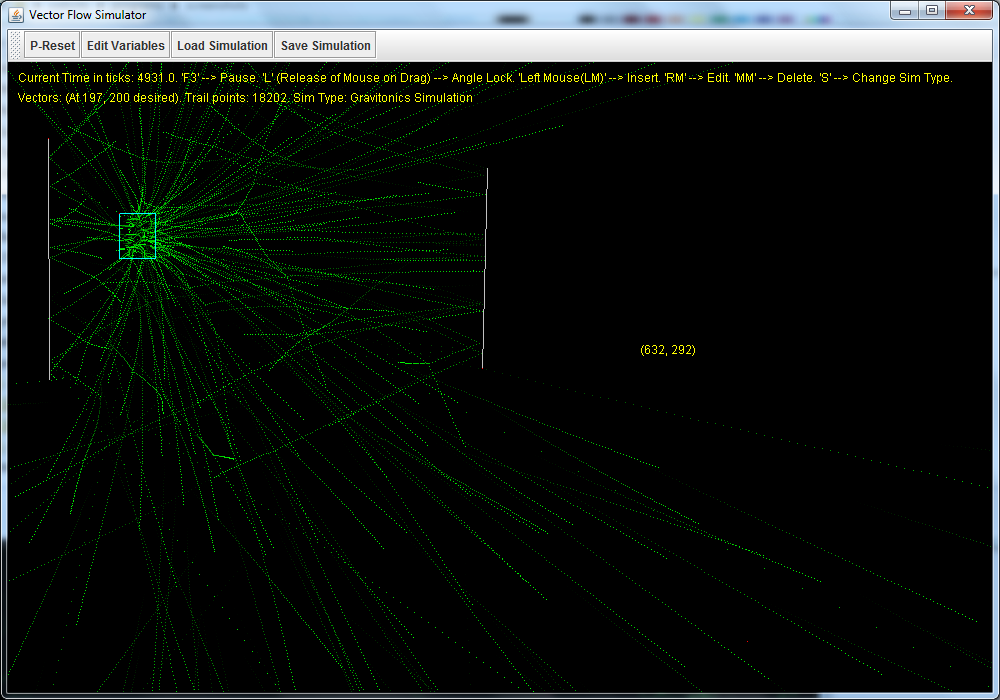 Vector Flow Simulator
P-Reset Edit Variables Load Simulation Save Simulation
Current Time in ticks: 4931.0. 'F3'--> Pause. 'L' (Release of Mouse on Drag) --> Angle Lock. 'Left Mouse(LM)'--> Insert. 'RM'--> Edit. 'MM'--> Delete. 'S'--> Change Sim Type.
Vectors: (At 197, 200 desired). Trail points: 18202. Sim Type: Gravitonics Simulation
(632, 292)